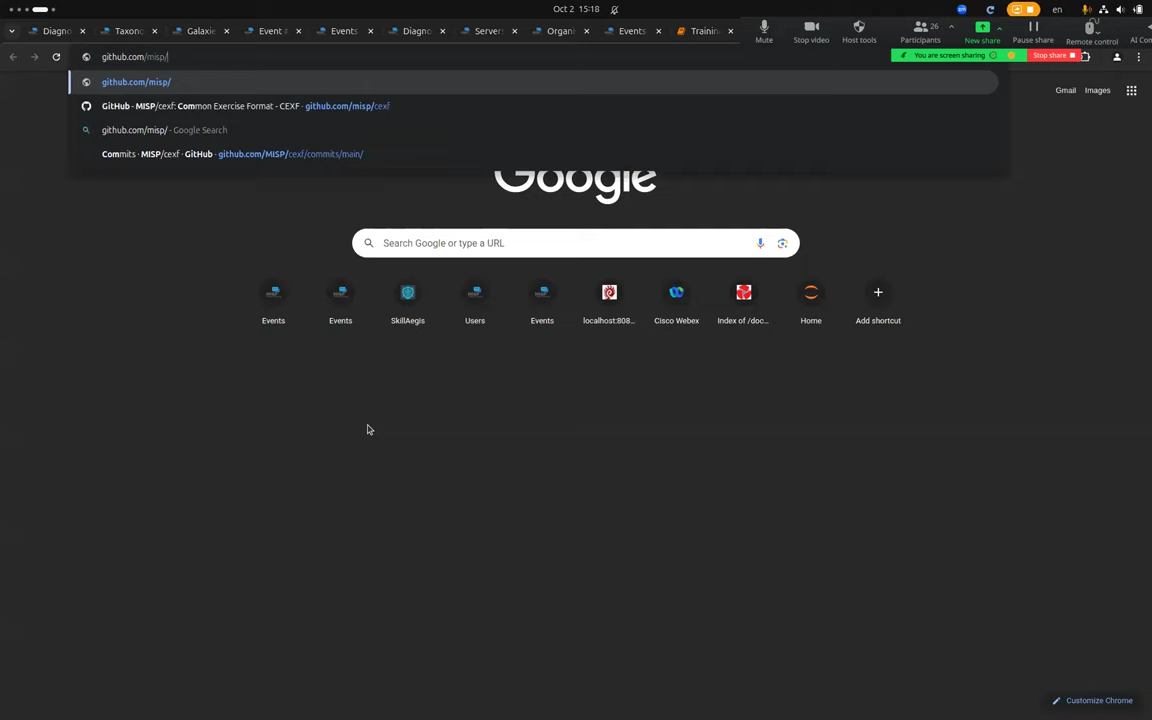 Oct 2 15:18
en
Diagno
Taxono
Galaxie
Event
Events
Diagno
Server
Organi
Events
Trainin
26
Mute
Stop video
Host tools
Participants
New share
Pause share
Remote control
AI Co
You are screen sharing
Stop share
github.com/misp/
github.com/misp/
GitHub - MISP/cexf: Common Exercise Format - CEXF - github.com/misp/cexf
github.com/misp/ - Google Search
Commits · MISP/cexf · GitHub - github.com/MISP/cexf/commits/main/
Gmail
Images
Google
Search Google or type a URL
Events
Events
SkillAegis
Users
Events
localhost:808...
Cisco Webex
Index of /doc...
Home
Add shortcut
Customize Chrome